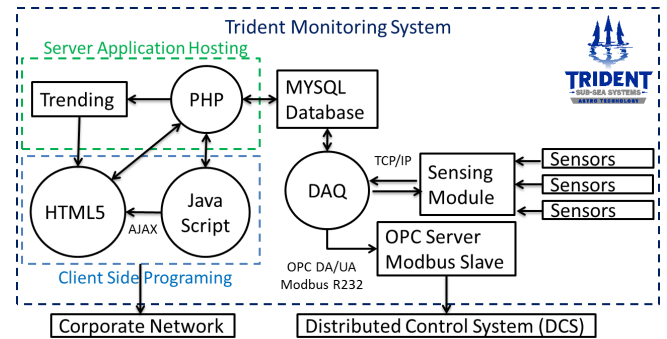 Trident Monitoring System
Server Application Hosting
Trending
PHP
MYSQL
Database
TRIDENT
SUB-SEA SYSTEMS
ASTRO TECHNOLOGY
HTML5
Java
Script
AJAX
DAQ
TCP/IP
Sensing
Module
Sensors
Sensors
Sensors
OPC Server
Modbus Slave
OPC DA/UA
Modbus R232
Client Side Programing
Corporate Network
Distributed Control System (DCS)